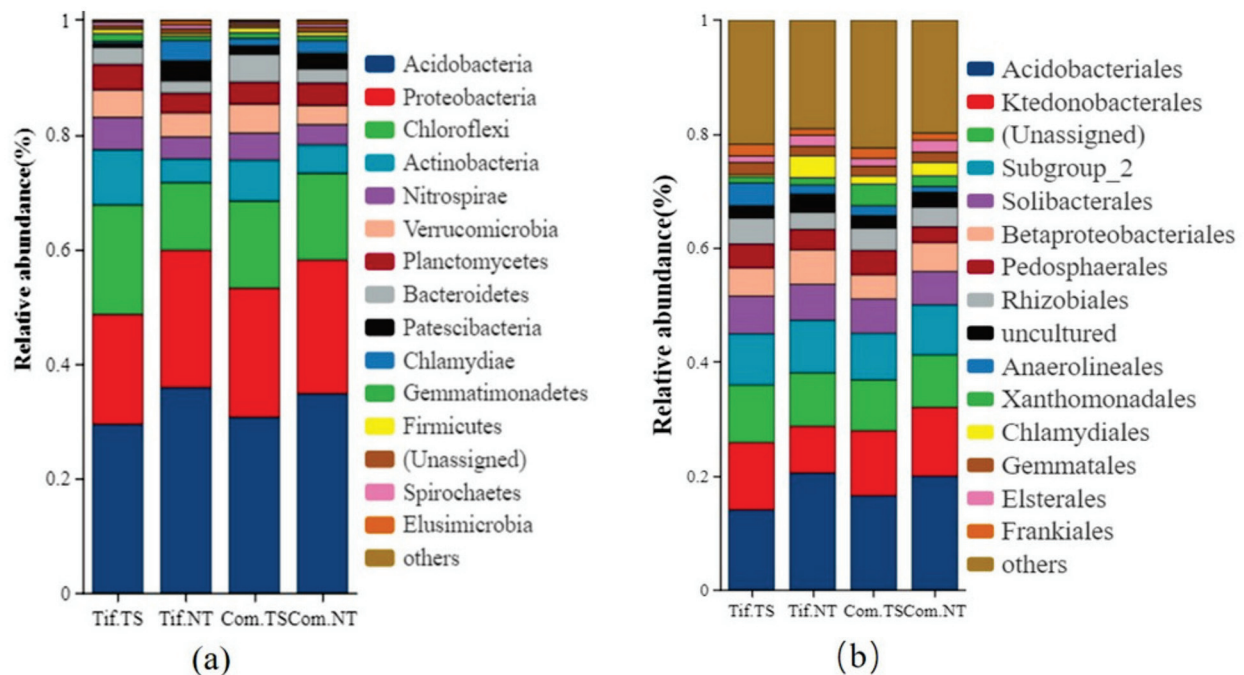 Relative abundance(%)
1
0.8
0.6
0.4
0.2
0
Tif.TS
Tif.NT
Com.TS
Com.NT
Acidobacteria
Proteobacteria
Chloroflexi
Actinobacteria
Nitrospirae
Verrucomicrobia
Planctomycetes
Bacteroidetes
Patescibacteria
Chlamydiae
Gemmatimonadetes
Firmicutes
(Unassigned)
Spirochaetes
Elusimicrobia
others
(a)
Relative abundance(%)
1
0.8
0.6
0.4
0.2
0
Tif.TS
Tif.NT
Com.TS
Com.NT
Acidobacteriales
Ktedonobacterales
(Unassigned)
Subgroup_2
Solibacterales
Betaproteobacteriales
Pedosphaerales
Rhizobiales
uncultured
Anaerolineales
Xanthomonadales
Chlamydiales
Gemmatales
Elsterales
Frankiales
others
(b)